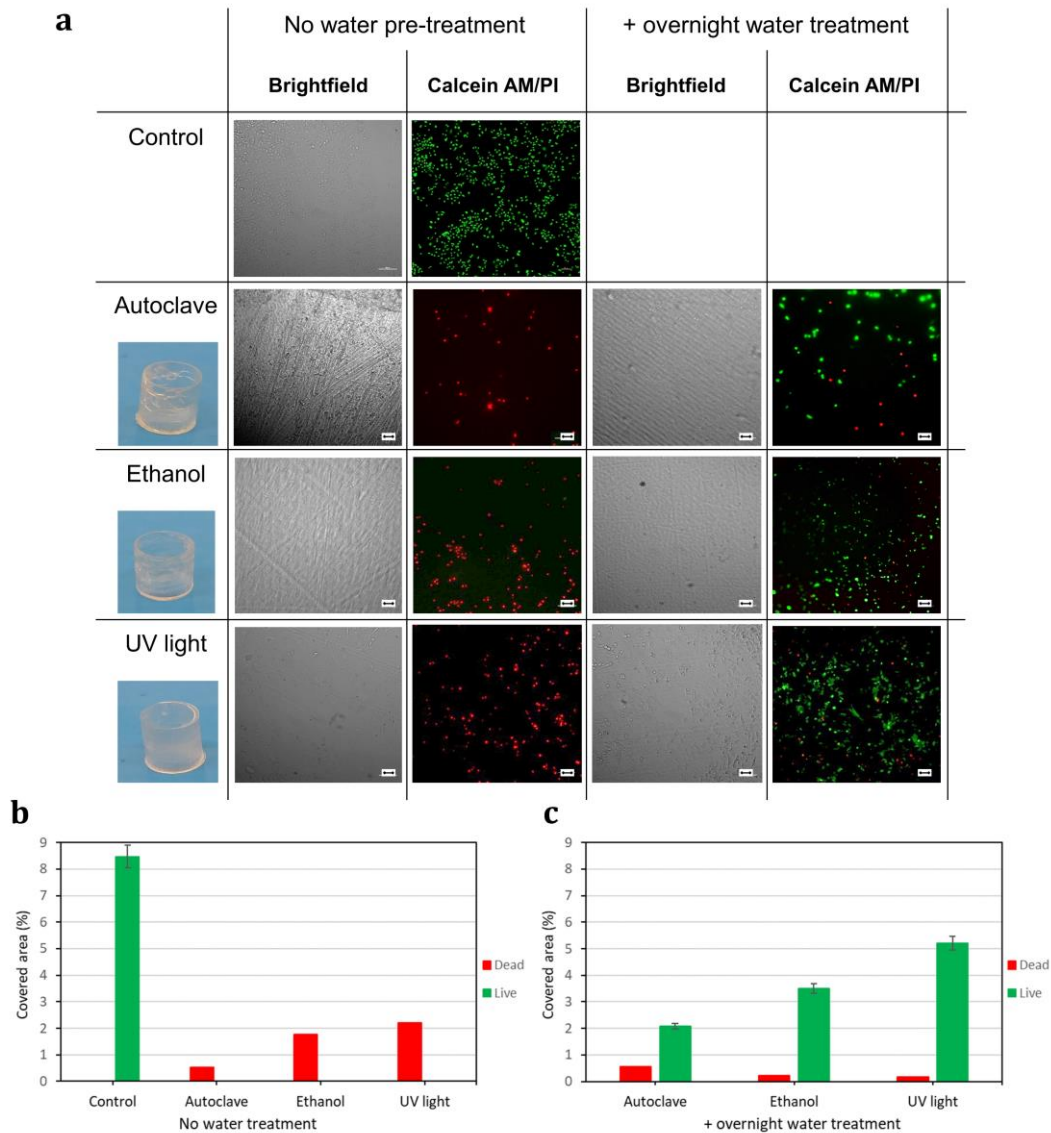 a
No water pre-treatment
+ overnight water treatment
Brightfield
Calcein AM/PI
Brightfield
Calcein AM/PI
Control
Autoclave
Ethanol
UV light
b
9
8
7
6
5
4
3
2
1
0
Covered area (%)
Control
Autoclave
Ethanol
UV light
No water treatment
Dead
Live
c
9
8
7
6
5
4
3
2
1
0
Covered area (%)
Autoclave
Ethanol
UV light
+ overnight water treatment
Dead
Live